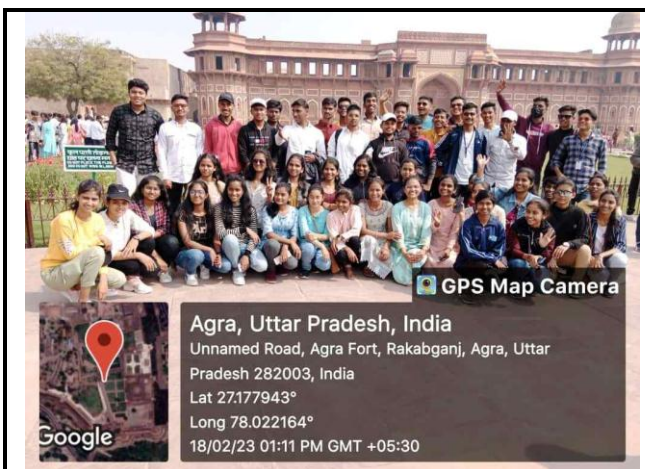 GPS Map Camera
Agra, Uttar Pradesh, India
Unnamed Road, Agra Fort, Rakabganj, Agra, Uttar
Pradesh 282003, India
Lat 27.177943°
Long 78.022164°
18/02/23 01:11 PM GMT +05:30
Google